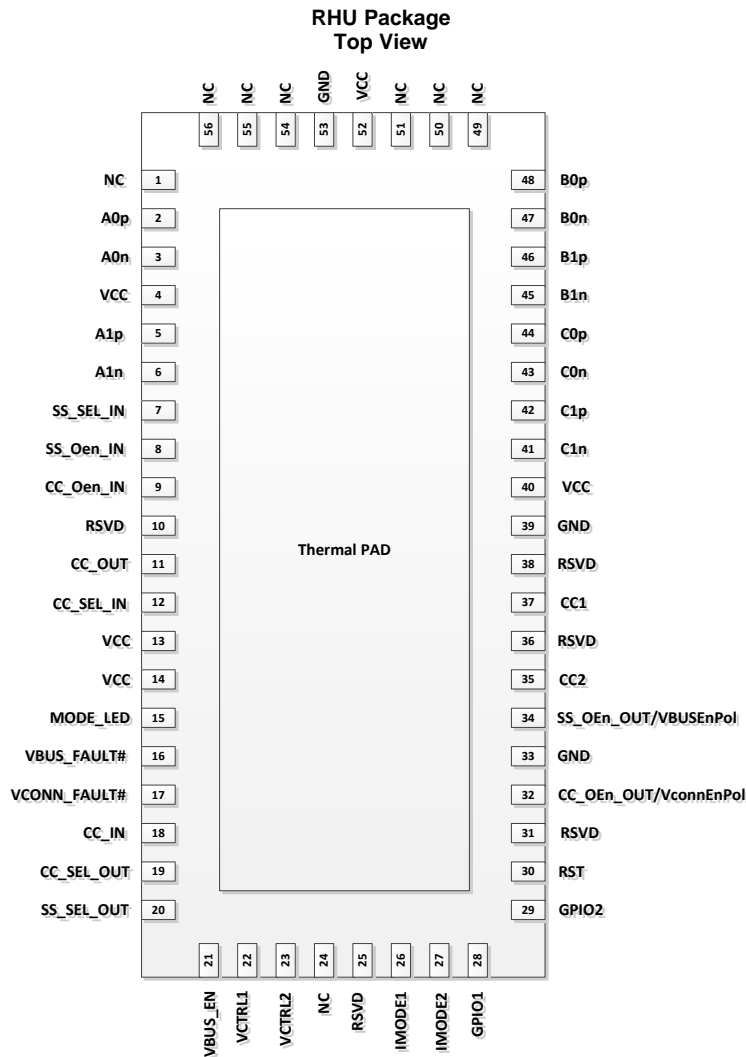 RHU Package
Top View
NC NC NC GND VCC NC NC NC
56 55 54 53 52 51 50 49
NC 1 48 B0p
A0p 2 47 B0n
A0n 3 46 B1p
VCC 4 45 B1n
A1p 5 44 C0p
A1n 6 43 C0n
SS_SEL_IN 7 42 C1p
SS_Oen_IN 8 41 C1n
CC_Oen_IN 9 40 VCC
RSVD 10 39 GND
Thermal PAD
CC_OUT 11 38 RSVD
CC_SEL_IN 12 37 CC1
VCC 13 36 RSVD
VCC 14 35 CC2
MODE_LED 15 34 SS_OEn_OUT/VBUSEnPol
VBUS_FAULT# 16 33 GND
VCONN_FAULT# 17 32 CC_OEn_OUT/VconnEnPol
CC_IN 18 31 RSVD
CC_SEL_OUT 19 30 RST
SS_SEL_OUT 20 29 GPIO2
21 22 23 24 25 26 27 28
VBUS_EN VCTRL1 VCTRL2 NC RSVD IMODE1 IMODE2 GPIO1